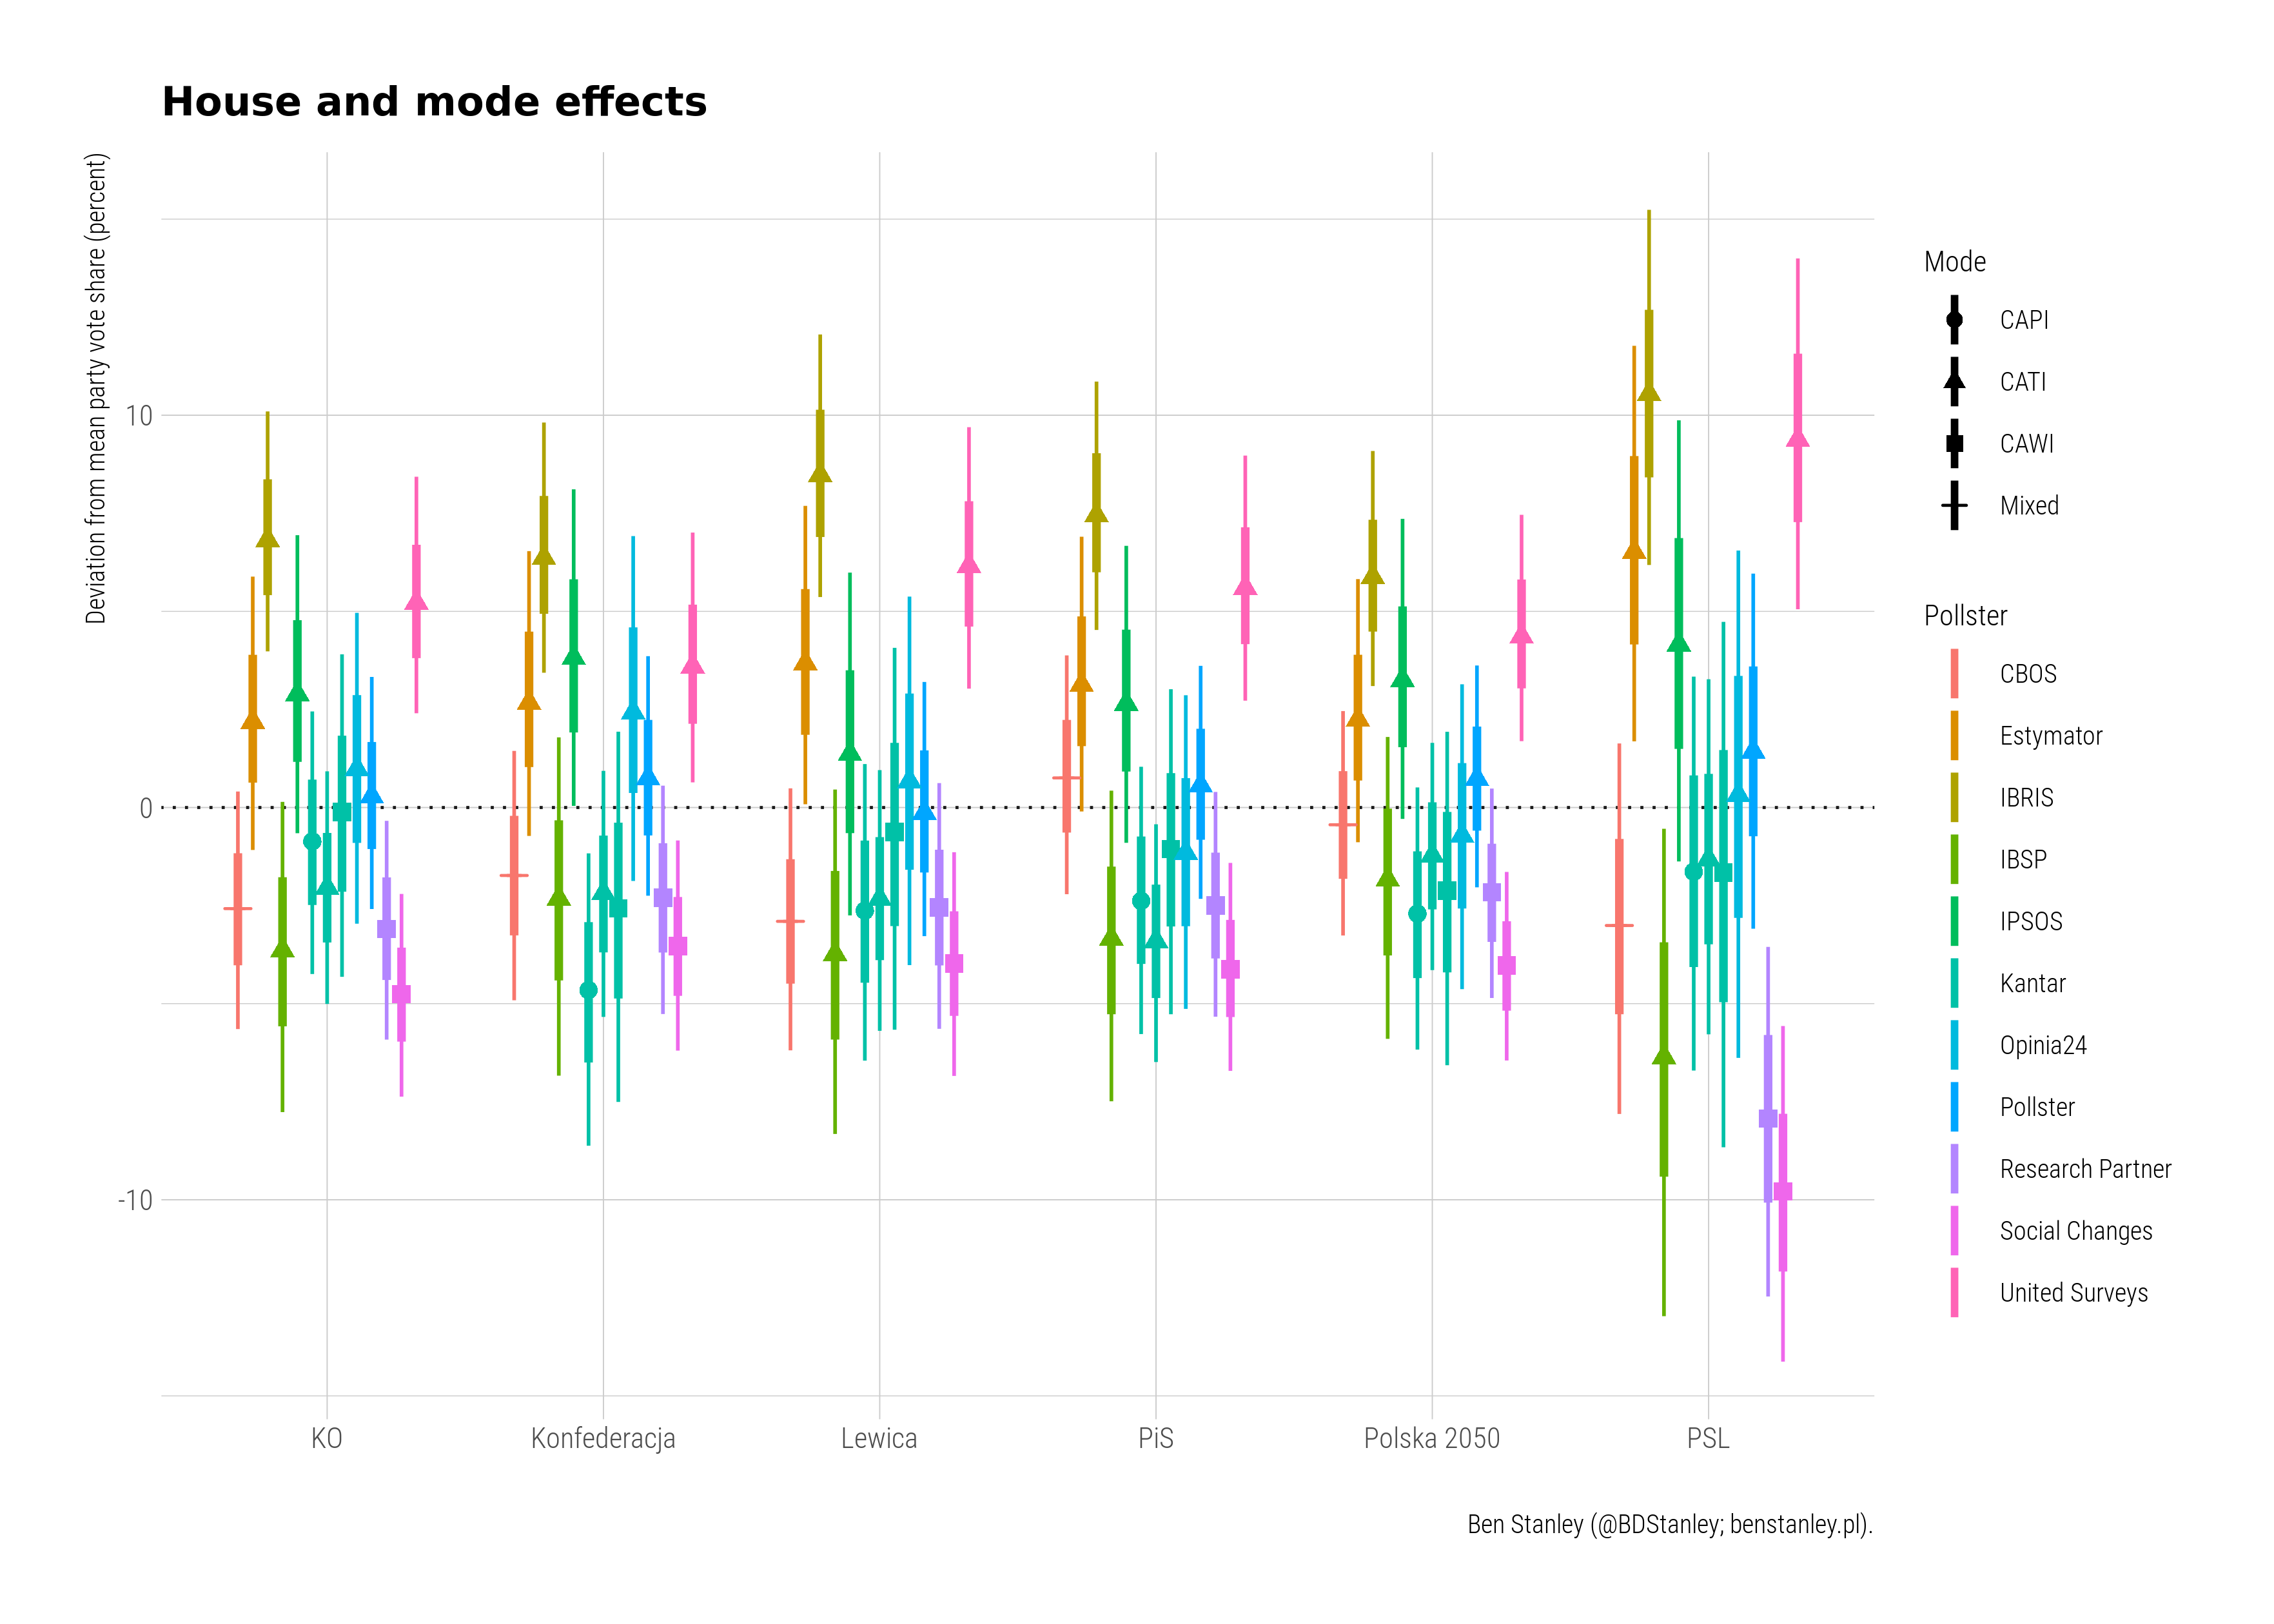 House and mode effects
Deviation from mean party vote share (percent)
10
0
-10
KO
Konfederacja
Lewica
PiS
Polska 2050
PSL
Mode
CAPI
CATI
CAWI
Mixed
Pollster
CBOS
Estymator
IBRIS
IBSP
IPSOS
Kantar
Opinia24
Pollster
Research Partner
Social Changes
United Surveys
Ben Stanley (@BDStanley; benstanley.pl).